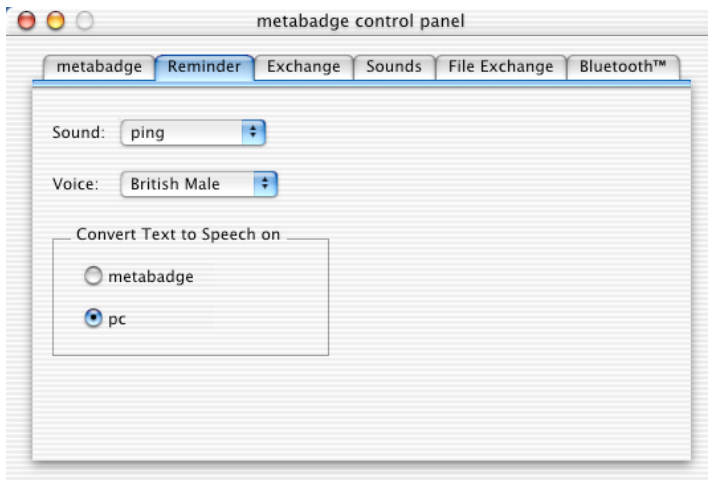 metabadge control panel
metabadge Reminder Exchange Sounds File Exchange Bluetooth™
Sound: ping
Voice: British Male
Convert Text to Speech on
metabadge
pc